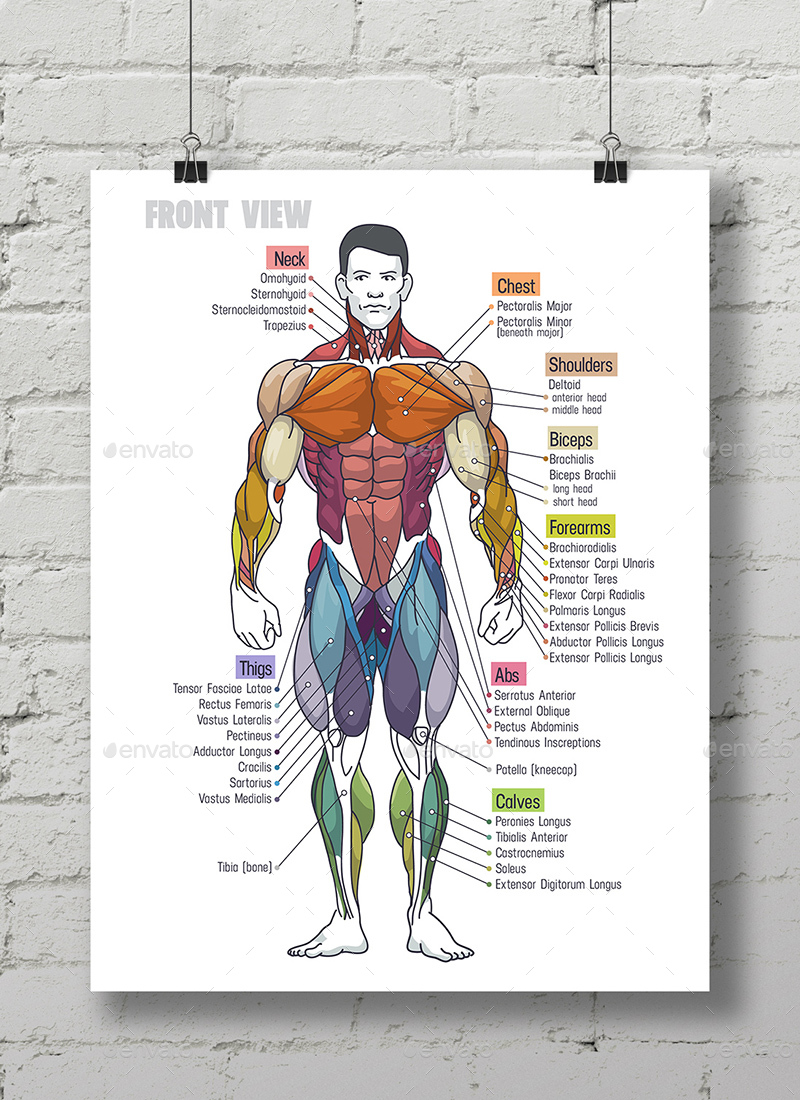 FRONT VIEW
Neck
Omohyoid
Sternohyoid
Sternocleidomastoid
Trapezius
Chest
Pectoralis Major
Pectoralis Minor
(beneath major)
Shoulders
Deltoid
anterior head
middle head
Biceps
Brachialis
Biceps Brachii
long head
short head
Forearms
Brachioradialis
Extensor Carpi Ulnaris
Pronator Teres
Flexor Carpi Radialis
Palmaris Longus
Extensor Pollicis Brevis
Abductor Pollicis Longus
Extensor Pollicis Longus
Thigs
Tensor Fasciae Latae
Rectus Femoris
Vastus Lateralis
Pectineus
Adductor Longus
Cracilis
Sartorius
Vastus Medialis
Tibia (bone)
Abs
Serratus Anterior
External Oblique
Pectus Abdominis
Tendinous Inscreptions
Patella (kneecap)
Calves
Peronies Longus
Tibialis Anterior
Castrocnemius
Soleus
Extensor Digitorum Longus
envato
envato
envato
envato
envato
envato